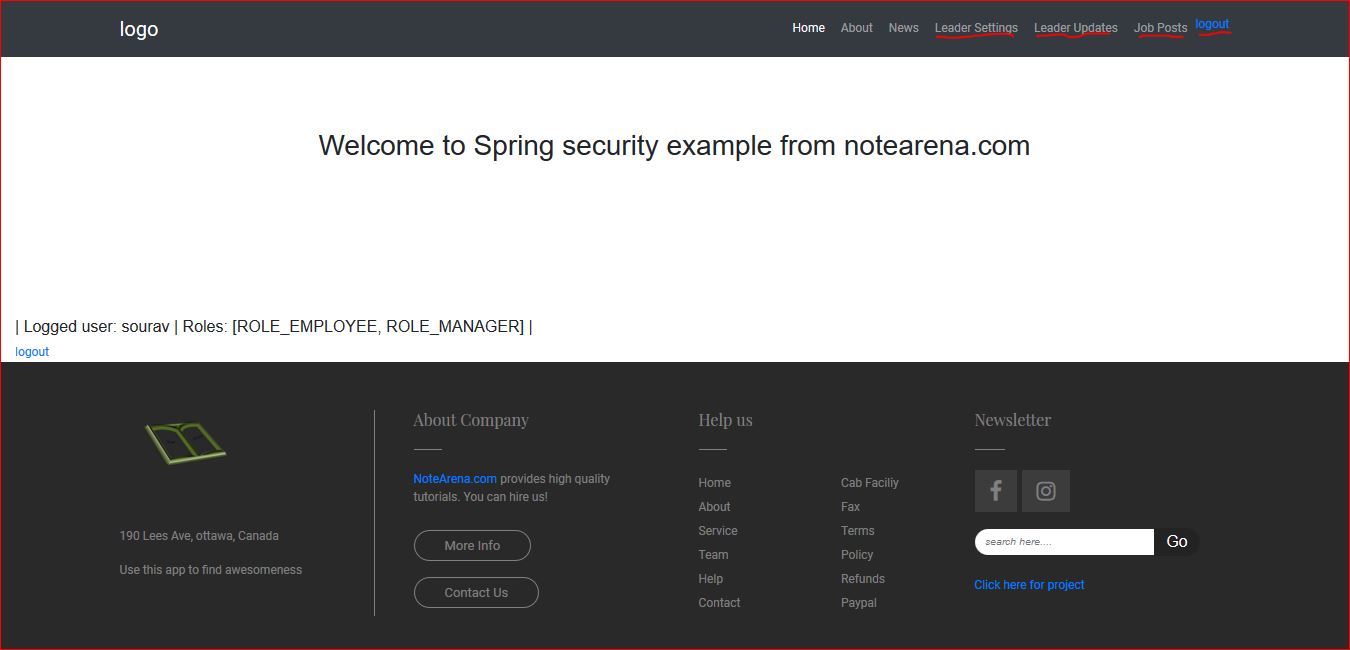 logo
Home About News Leader Settings Leader Updates Job Posts logout
Welcome to Spring security example from notearena.com
| Logged user: sourav | Roles: [ROLE_EMPLOYEE, ROLE_MANAGER] |
logout
190 Lees Ave, ottawa, Canada
Use this app to find awesomeness
About Company
NoteArena.com provides high quality
tutorials. You can hire us!
More Info
Contact Us
Help us
Home
About
Service
Team
Help
Contact
Cab Faciliy
Fax
Terms
Policy
Refunds
Paypal
Newsletter
search here....
Go
Click here for project